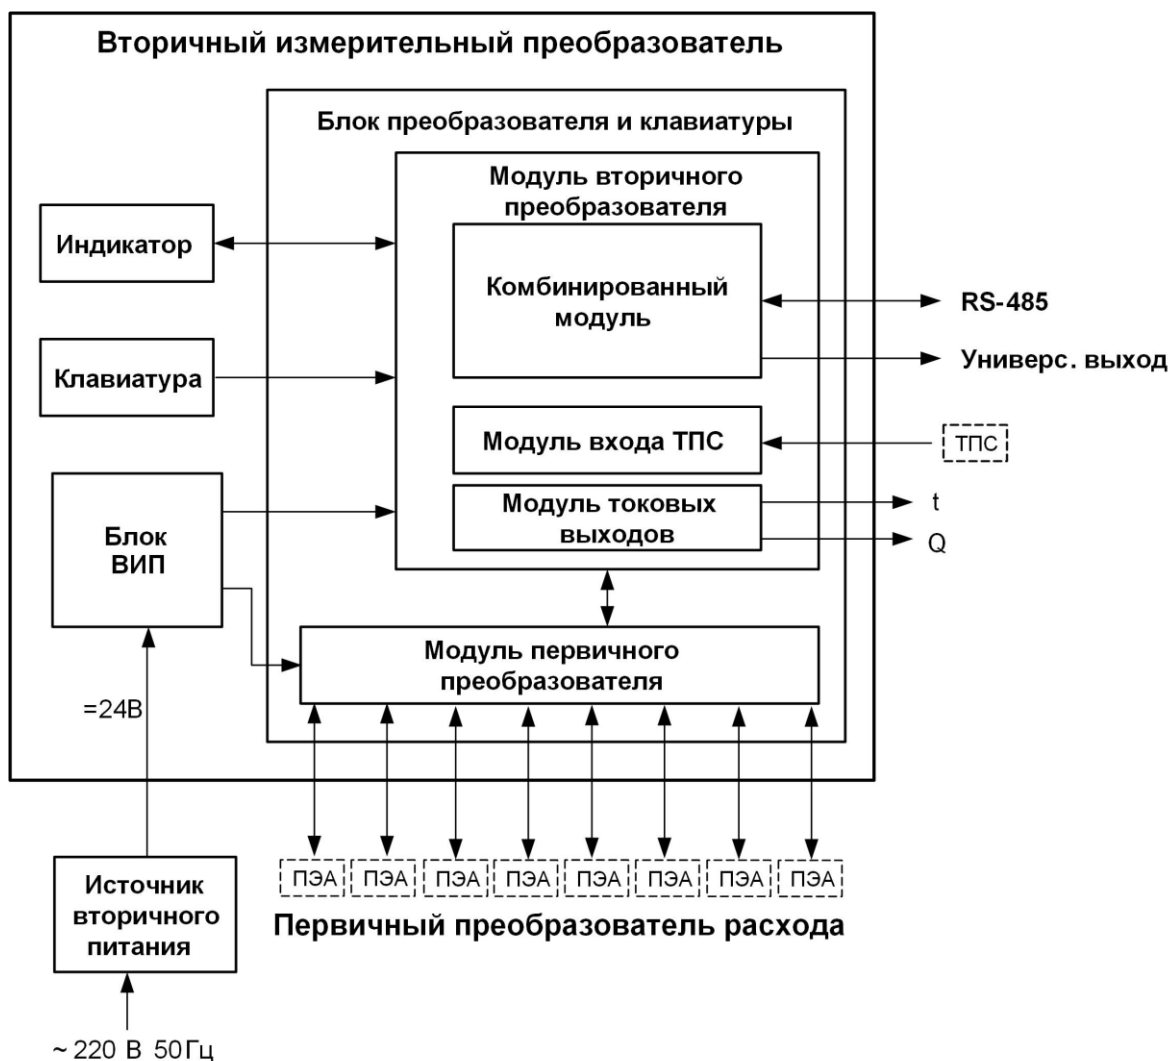 Вторичный измерительный преобразователь
Блок преобразователя и клавиатуры
Модуль вторичного
преобразователя
Индикатор
Комбинированный
модуль
RS-485
Универс. выход
Клавиатура
Модуль входа ТПС
ТПС
Блок
ВИП
Модуль токовых
выходов
t
Q
Модуль первичного
преобразователя
=24В
ПЭА ПЭА ПЭА ПЭА ПЭА ПЭА ПЭА ПЭА
Первичный преобразователь расхода
Источник
вторичного
питания
~ 220 В 50Гц